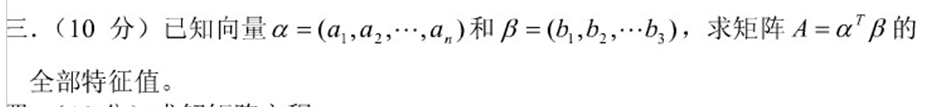 三.（10 分）已知向量 α = (a₁,a₂,⋯,aₙ) 和 β = (b₁,b₂,⋯b₃)，求矩阵 A = αᵀβ 的
全部特征值。